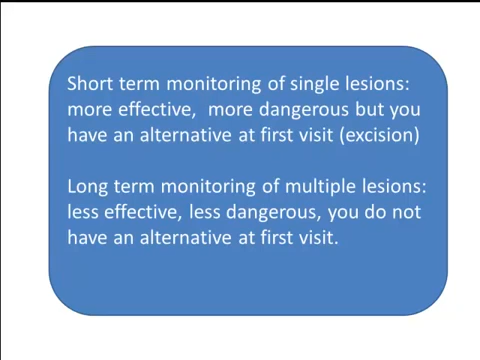 Short term monitoring of single lesions:
more effective, more dangerous but you
have an alternative at first visit (excision)
Long term monitoring of multiple lesions:
less effective, less dangerous, you do not
have an alternative at first visit.